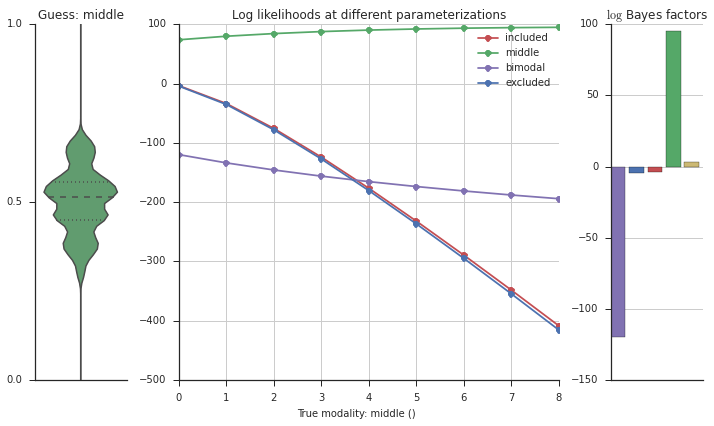 Guess: middle
1.0
0.5
0.0
Log likelihoods at different parameterizations
100
0
−100
−200
−300
−400
−500
included
middle
bimodal
excluded
0 1 2 3 4 5 6 7 8
True modality: middle ()
log Bayes factors
100
50
0
−50
−100
−150